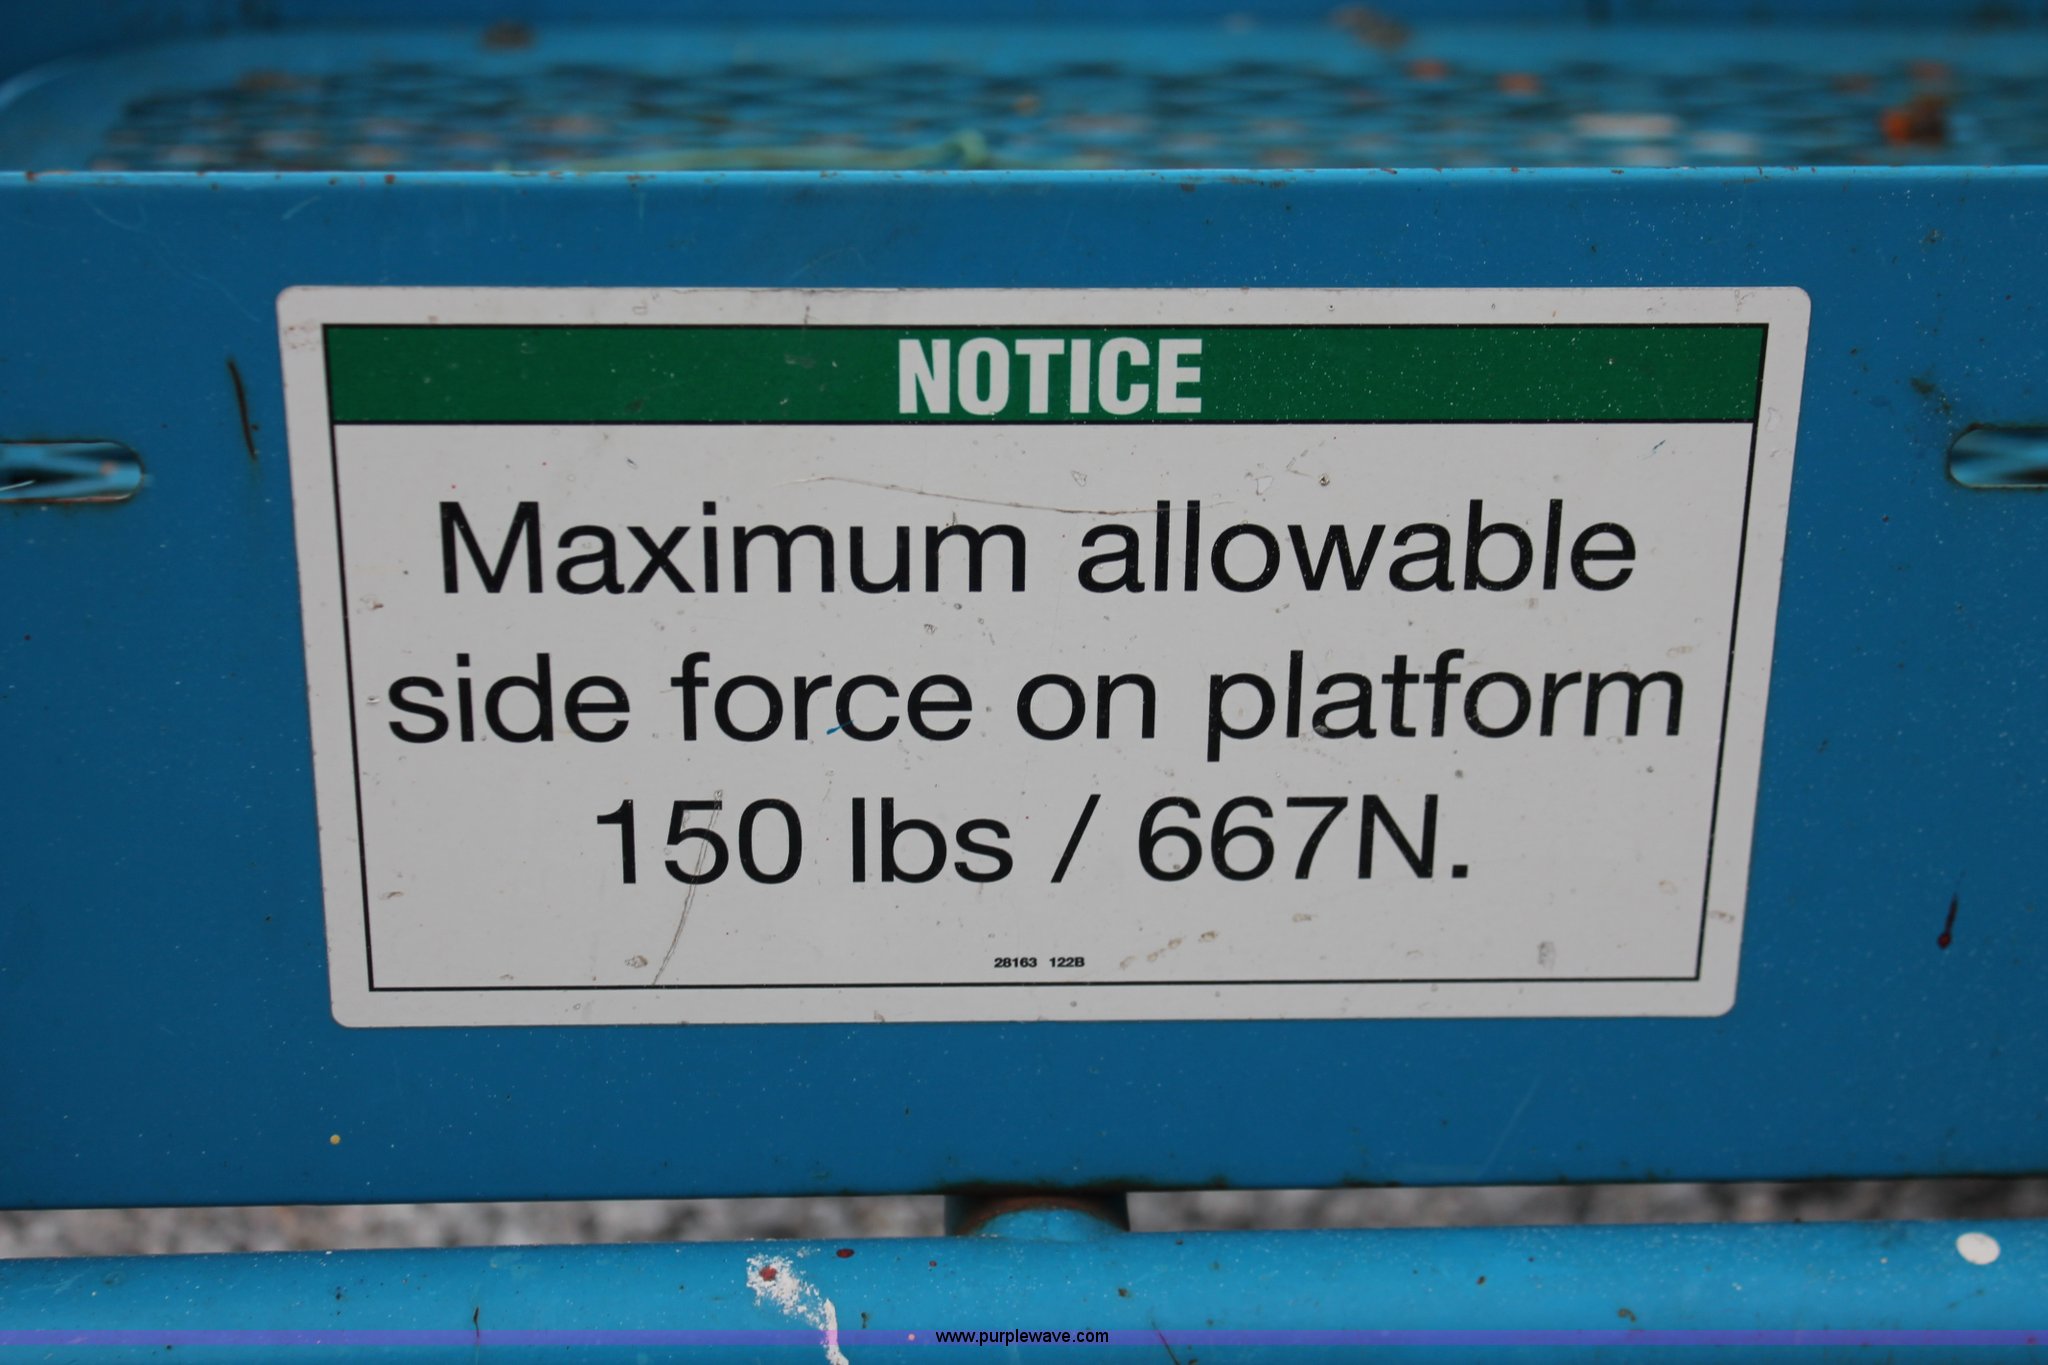 NOTICE
Maximum allowable
side force on platform
150 lbs / 667N.
28163 122B
www.purplewave.com